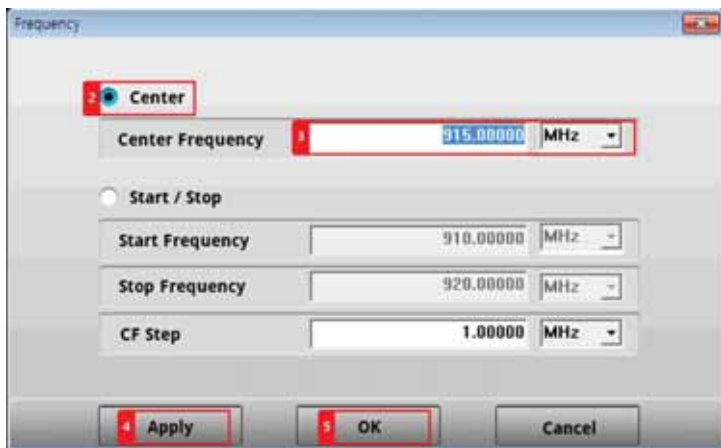 Frequency
2 Center
Center Frequency 3 915.00000 MHz
Start / Stop
Start Frequency 910.00000 MHz
Stop Frequency 920.00000 MHz
CF Step 1.00000 MHz
4 Apply 5 OK Cancel